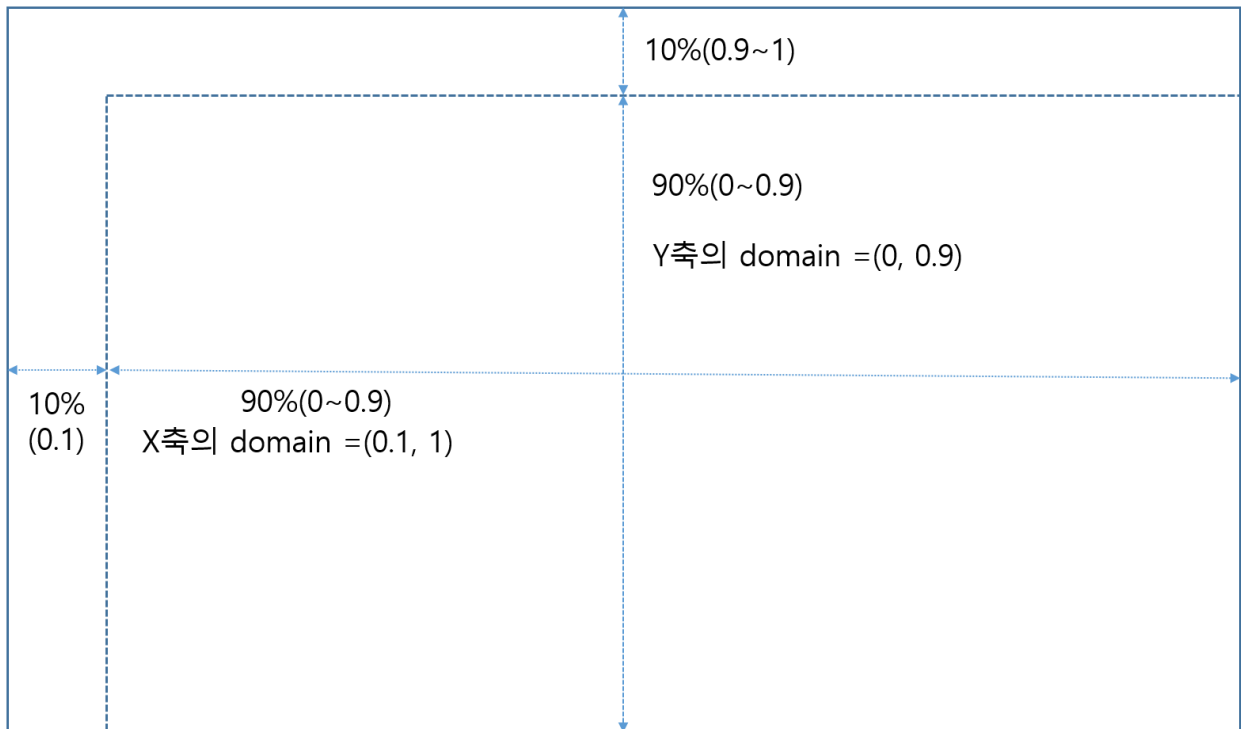 10%(0.9~1)
90%(0~0.9)
Y축의 domain =(0, 0.9)
10%
(0.1)
90%(0~0.9)
X축의 domain =(0.1, 1)